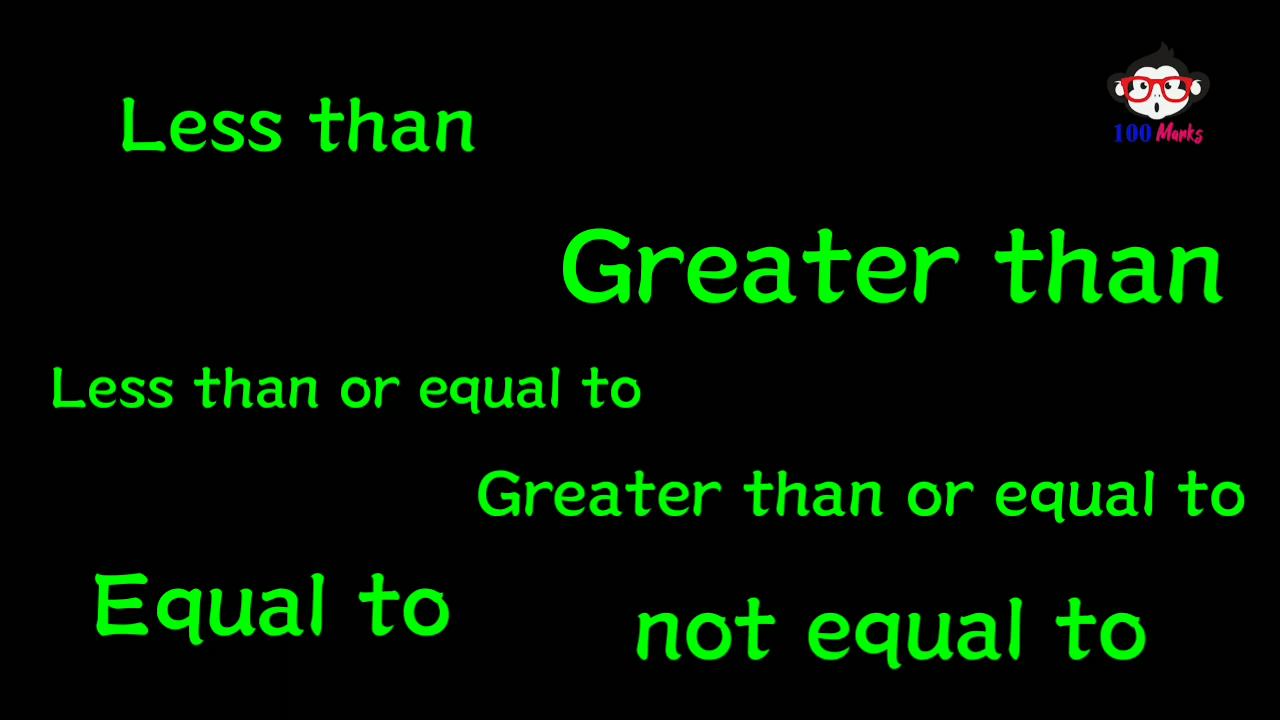 Less than
100 Marks
Greater than
Less than or equal to
Greater than or equal to
Equal to
not equal to